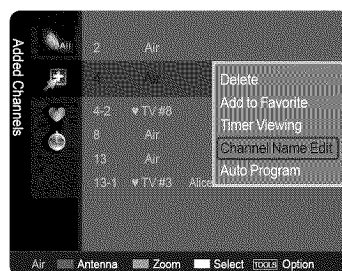 Added Channels
All
2 Air
4 Air
4-2 ♥ TV #8
8 Air
13 Air
13-1 ♥ TV #3 Alice
Delete
Add to Favorite
Timer Viewing
Channel Name Edit
Auto Program
Air Antenna Zoom Select TOOLS Option